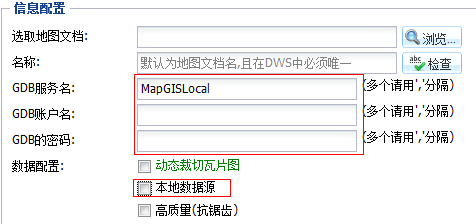 信息配置
选取地图文档: 浏览...
名称: 默认为地图文档名,且在DWS中必须唯一 abc 检查
GDB服务名: MapGISLocal (多个请用','分隔)
GDB账户名: (多个请用','分隔)
GDB的密码: (多个请用','分隔)
数据配置: 动态裁切瓦片图
本地数据源
高质量(抗锯齿)